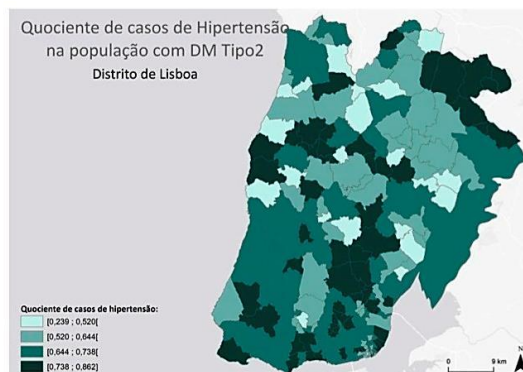 Quociente de casos de Hipertensão
na população com DM Tipo2
Distrito de Lisboa
Quociente de casos de hipertensão:
[0,239 ; 0,520[
[0,520 ; 0,644[
[0,644 ; 0,738[
[0,738 ; 0,862]
0 9 km
N